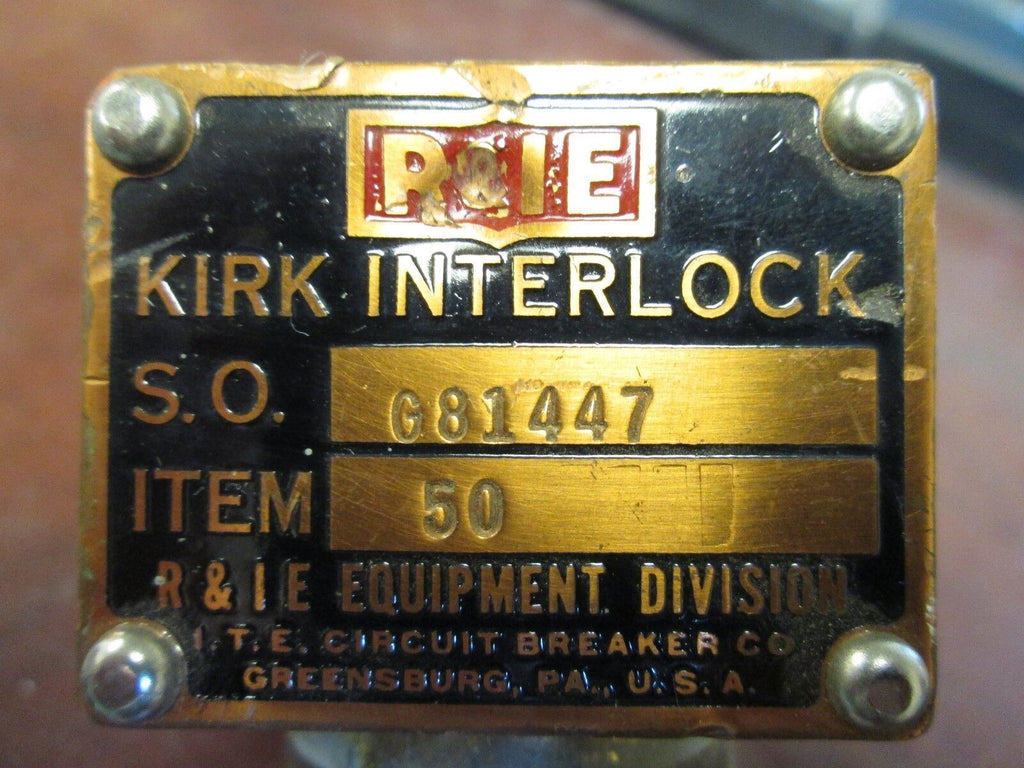 R&IE
KIRK INTERLOCK
S.O. G81447
ITEM 50
R & I E EQUIPMENT DIVISION
I.T.E. CIRCUIT BREAKER CO
GREENSBURG, PA., U.S.A.